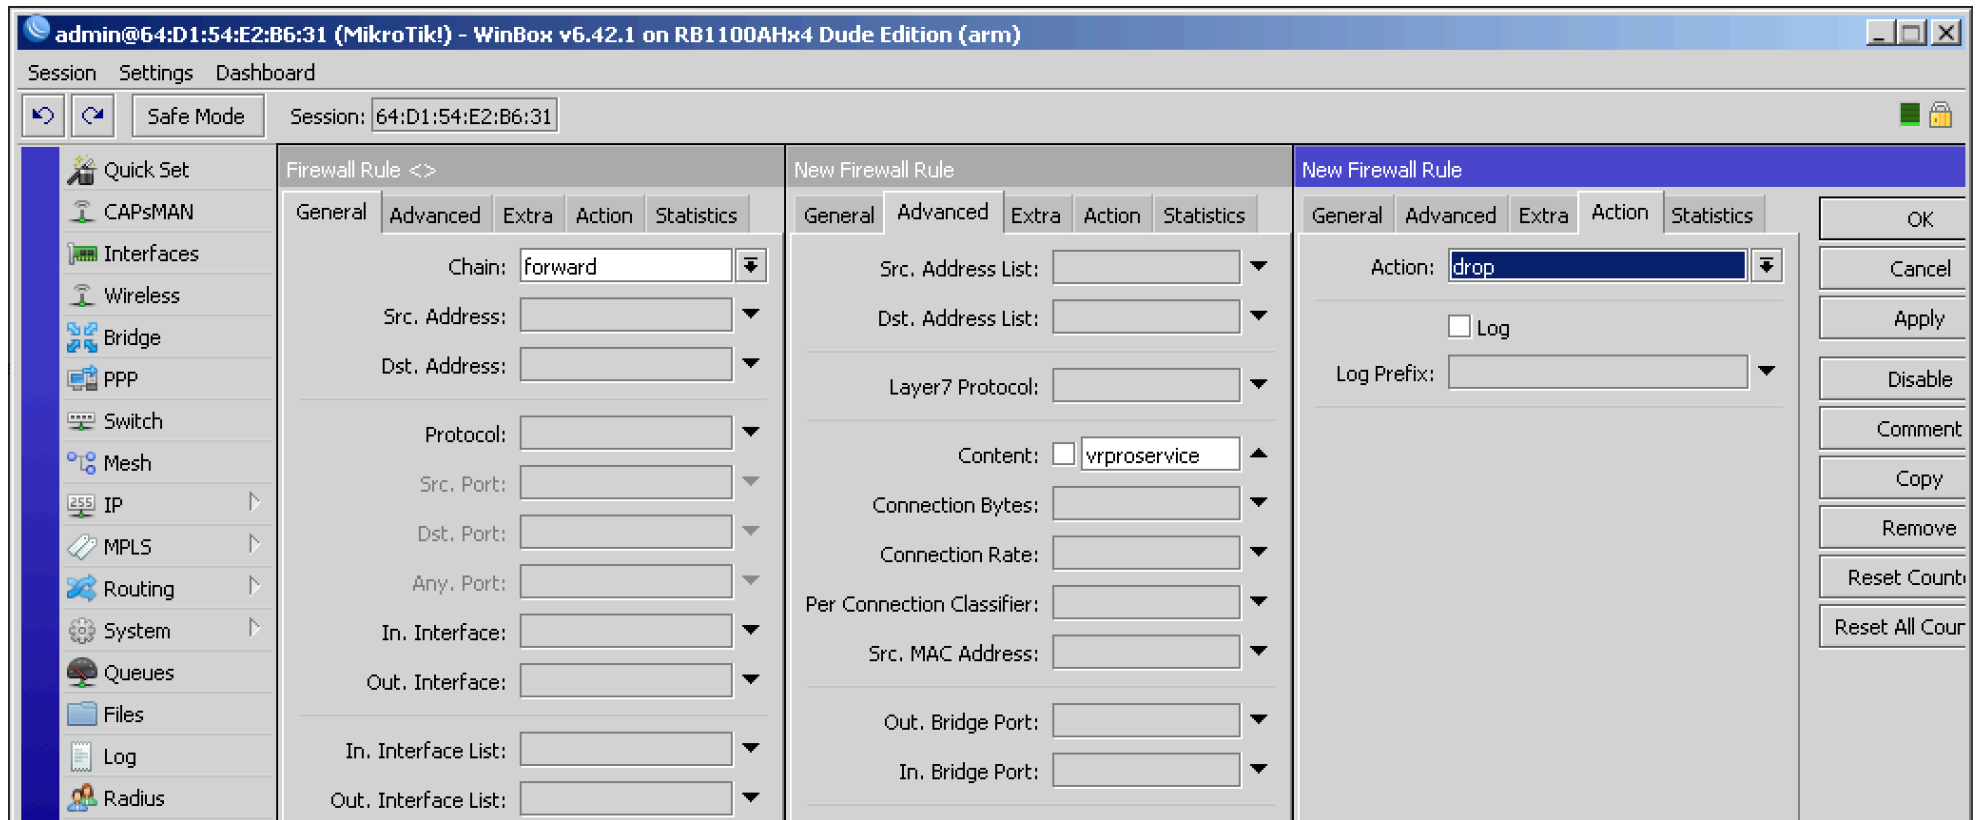 admin@64:D1:54:E2:B6:31 (MikroTik!) - WinBox v6.42.1 on RB1100AHx4 Dude Edition (arm)
Session Settings Dashboard
Safe Mode Session: 64:D1:54:E2:B6:31
Quick Set
CAPsMAN
Interfaces
Wireless
Bridge
PPP
Switch
Mesh
255 IP
MPLS
Routing
System
Queues
Files
Log
Radius
Firewall Rule <>
General Advanced Extra Action Statistics
Chain: forward
Src. Address:
Dst. Address:
Protocol:
Src. Port:
Dst. Port:
Any. Port:
In. Interface:
Out. Interface:
In. Interface List:
Out. Interface List:
New Firewall Rule
General Advanced Extra Action Statistics
Src. Address List:
Dst. Address List:
Layer7 Protocol:
Content: vrproservice
Connection Bytes:
Connection Rate:
Per Connection Classifier:
Src. MAC Address:
Out. Bridge Port:
In. Bridge Port:
New Firewall Rule
General Advanced Extra Action Statistics
Action: drop
Log
Log Prefix:
OK
Cancel
Apply
Disable
Comment
Copy
Remove
Reset Count
Reset All Cour